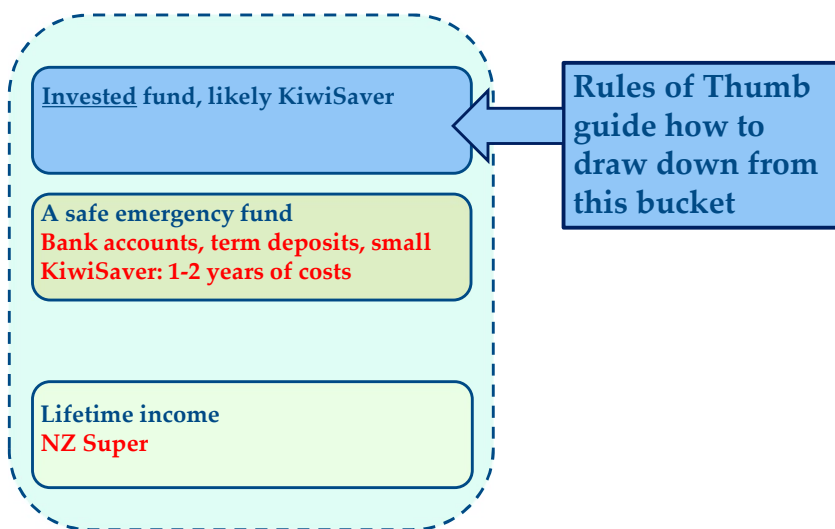 Invested fund, likely KiwiSaver
Rules of Thumb
guide how to
draw down from
this bucket
A safe emergency fund
Bank accounts, term deposits, small
KiwiSaver: 1-2 years of costs
Lifetime income
NZ Super